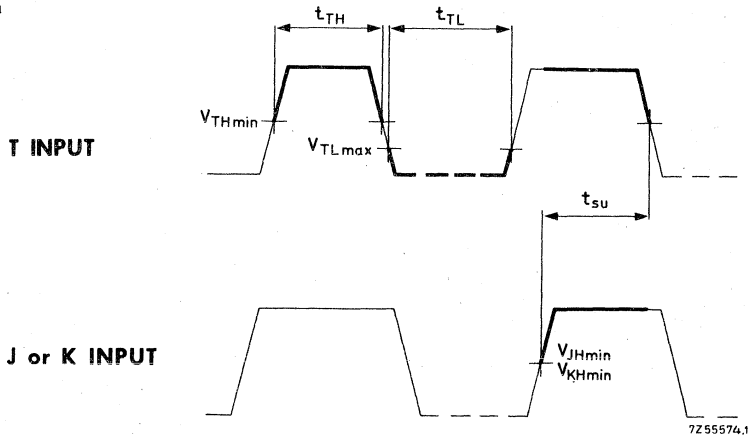 t_TH
t_TL
V_THmin
V_TLmax
T INPUT
t_su
J or K INPUT
V_JHmin
V_KHmin
7Z55574.1